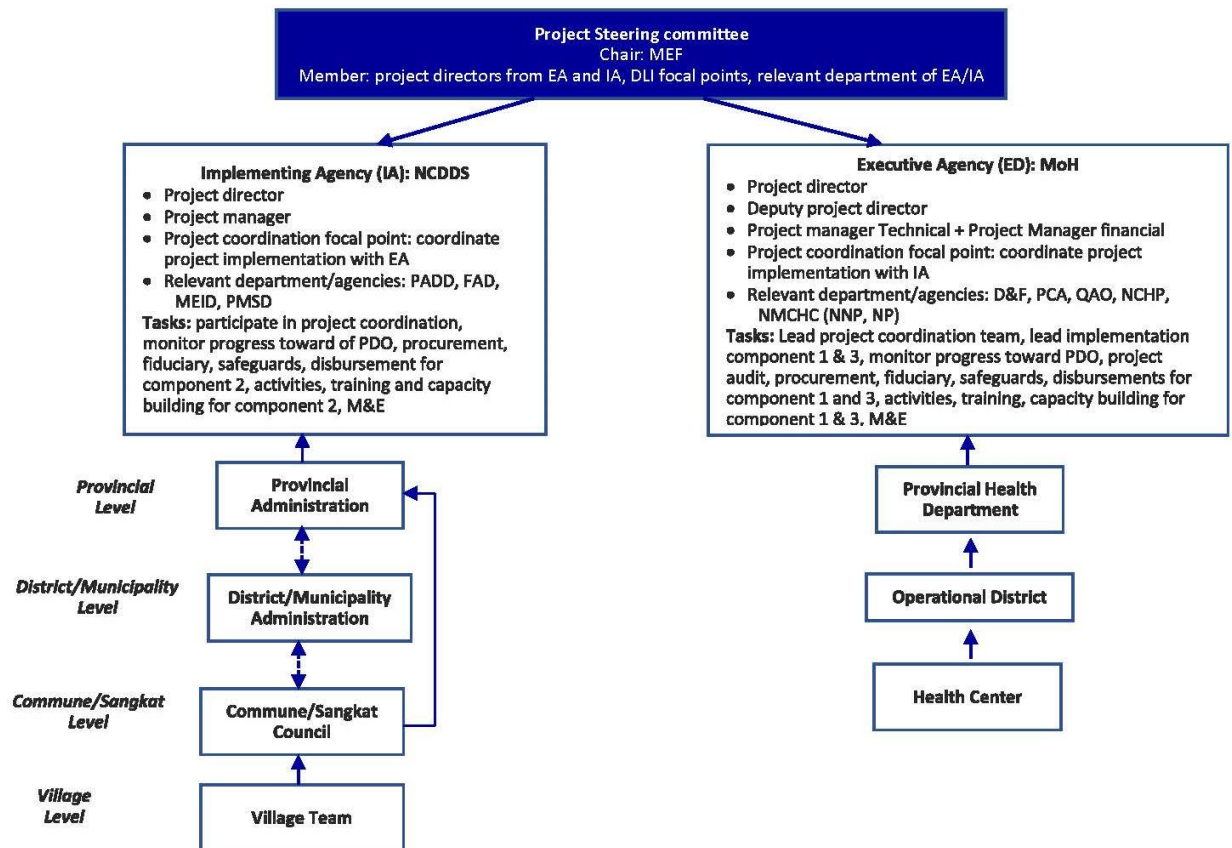 Project Steering committee
Chair: MEF
Member: project directors from EA and IA, DLI focal points, relevant department of EA/IA
Implementing Agency (IA): NCDDS
• Project director
• Project manager
• Project coordination focal point: coordinate
project implementation with EA
• Relevant department/agencies: PADD, FAD,
MEID, PMSD
Tasks: participate in project coordination,
monitor progress toward of PDO, procurement,
fiduciary, safeguards, disbursement for
component 2, activities, training and capacity
building for component 2, M&E
Executive Agency (ED): MoH
• Project director
• Deputy project director
• Project manager Technical + Project Manager financial
• Project coordination focal point: coordinate project
implementation with IA
• Relevant department/agencies: D&F, PCA, QAO, NCHP,
NMCHC (NNP, NP)
Tasks: Lead project coordination team, lead implementation
component 1 & 3, monitor progress toward PDO, project
audit, procurement, fiduciary, safeguards, disbursements for
component 1 and 3, activities, training, capacity building for
component 1 & 3, M&E
Provincial
Level
Provincial
Administration
Provincial Health
Department
District/Municipality
Level
District/Municipality
Administration
Operational District
Commune/Sangkat
Level
Commune/Sangkat
Council
Health Center
Village
Level
Village Team